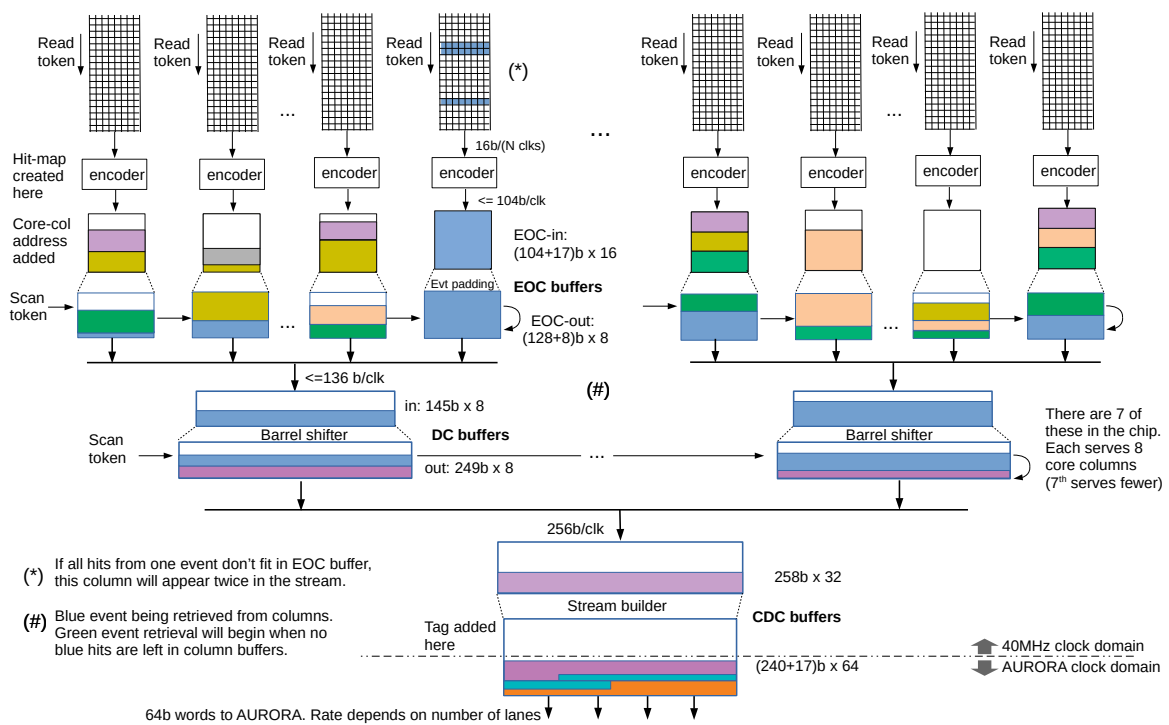 Read
token
Read
token
Read
token
Read
token
(*)
Read
token
Read
token
Read
token
Read
token
...
...
...
16b/(N clks)
Hit-map
created
here
encoder
encoder
encoder
encoder
encoder
encoder
encoder
encoder
<= 104b/clk
Core-col
address
added
EOC-in:
(104+17)b x 16
Evt padding
EOC buffers
Scan
token
...
EOC-out:
(128+8)b x 8
...
<=136 b/clk
(#)
in: 145b x 8
Barrel shifter
DC buffers
Scan
token
out: 249b x 8
...
Barrel shifter
There are 7 of
these in the chip.
Each serves 8
core columns
(7th serves fewer)
256b/clk
(*) If all hits from one event don't fit in EOC buffer,
this column will appear twice in the stream.
258b x 32
Stream builder
CDC buffers
(#) Blue event being retrieved from columns.
Green event retrieval will begin when no
blue hits are left in column buffers.
Tag added
here
40MHz clock domain
(240+17)b x 64
AURORA clock domain
64b words to AURORA. Rate depends on number of lanes